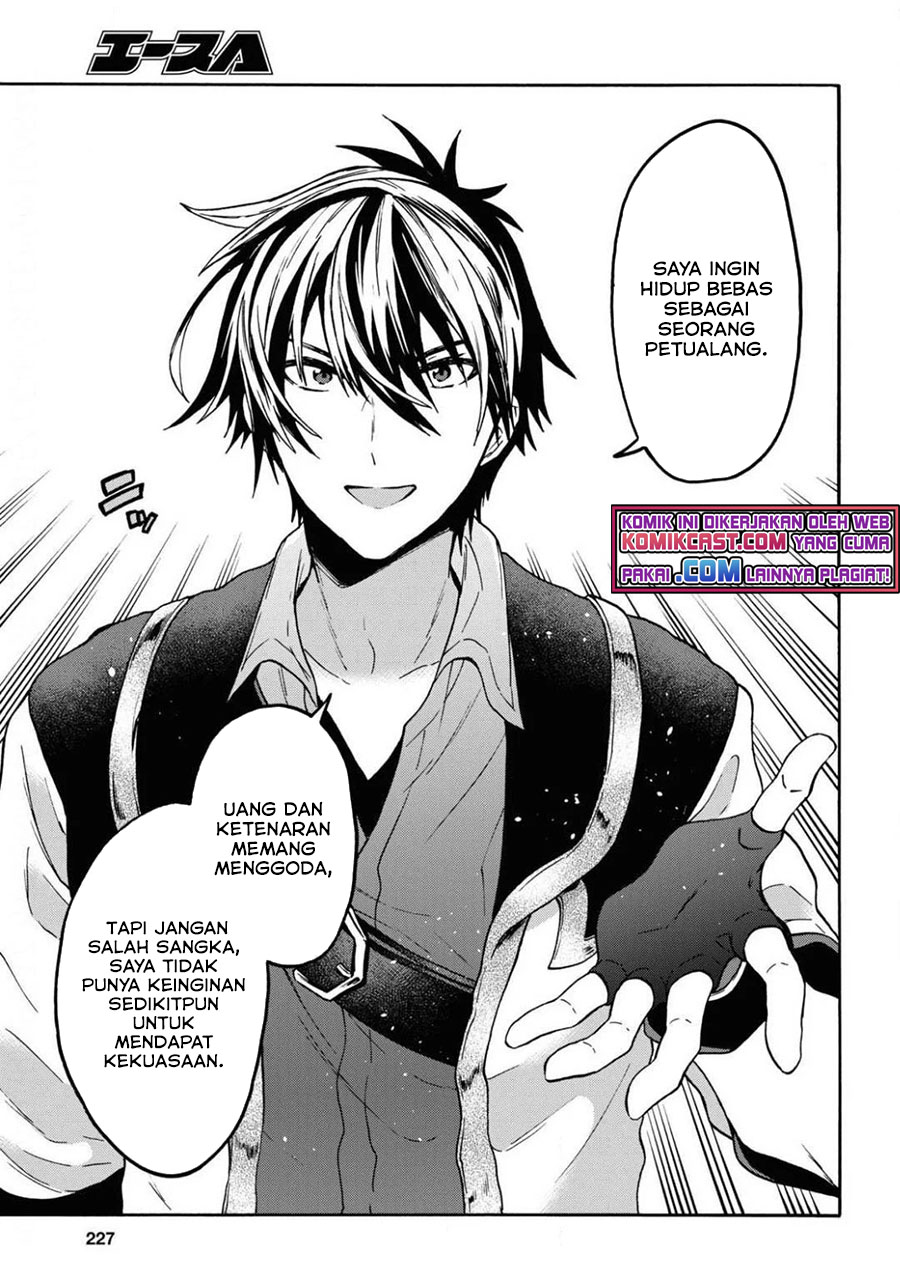 エースA
SAYA INGIN
HIDUP BEBAS
SEBAGAI
SEORANG
PETUALANG.
ニッ
KOMIK INI DIKERJAKAN OLEH WEB
KOMIKCAST.COM YANG CUMA
PAKAI .COM LAINNYA PLAGIAT!
UANG DAN
KETENARAN
MEMANG
MENGGODA,
TAPI JANGAN
SALAH SANGKA,
SAYA TIDAK
PUNYA KEINGINAN
SEDIKITPUN
UNTUK
MENDAPAT
KEKUASAAN.
227